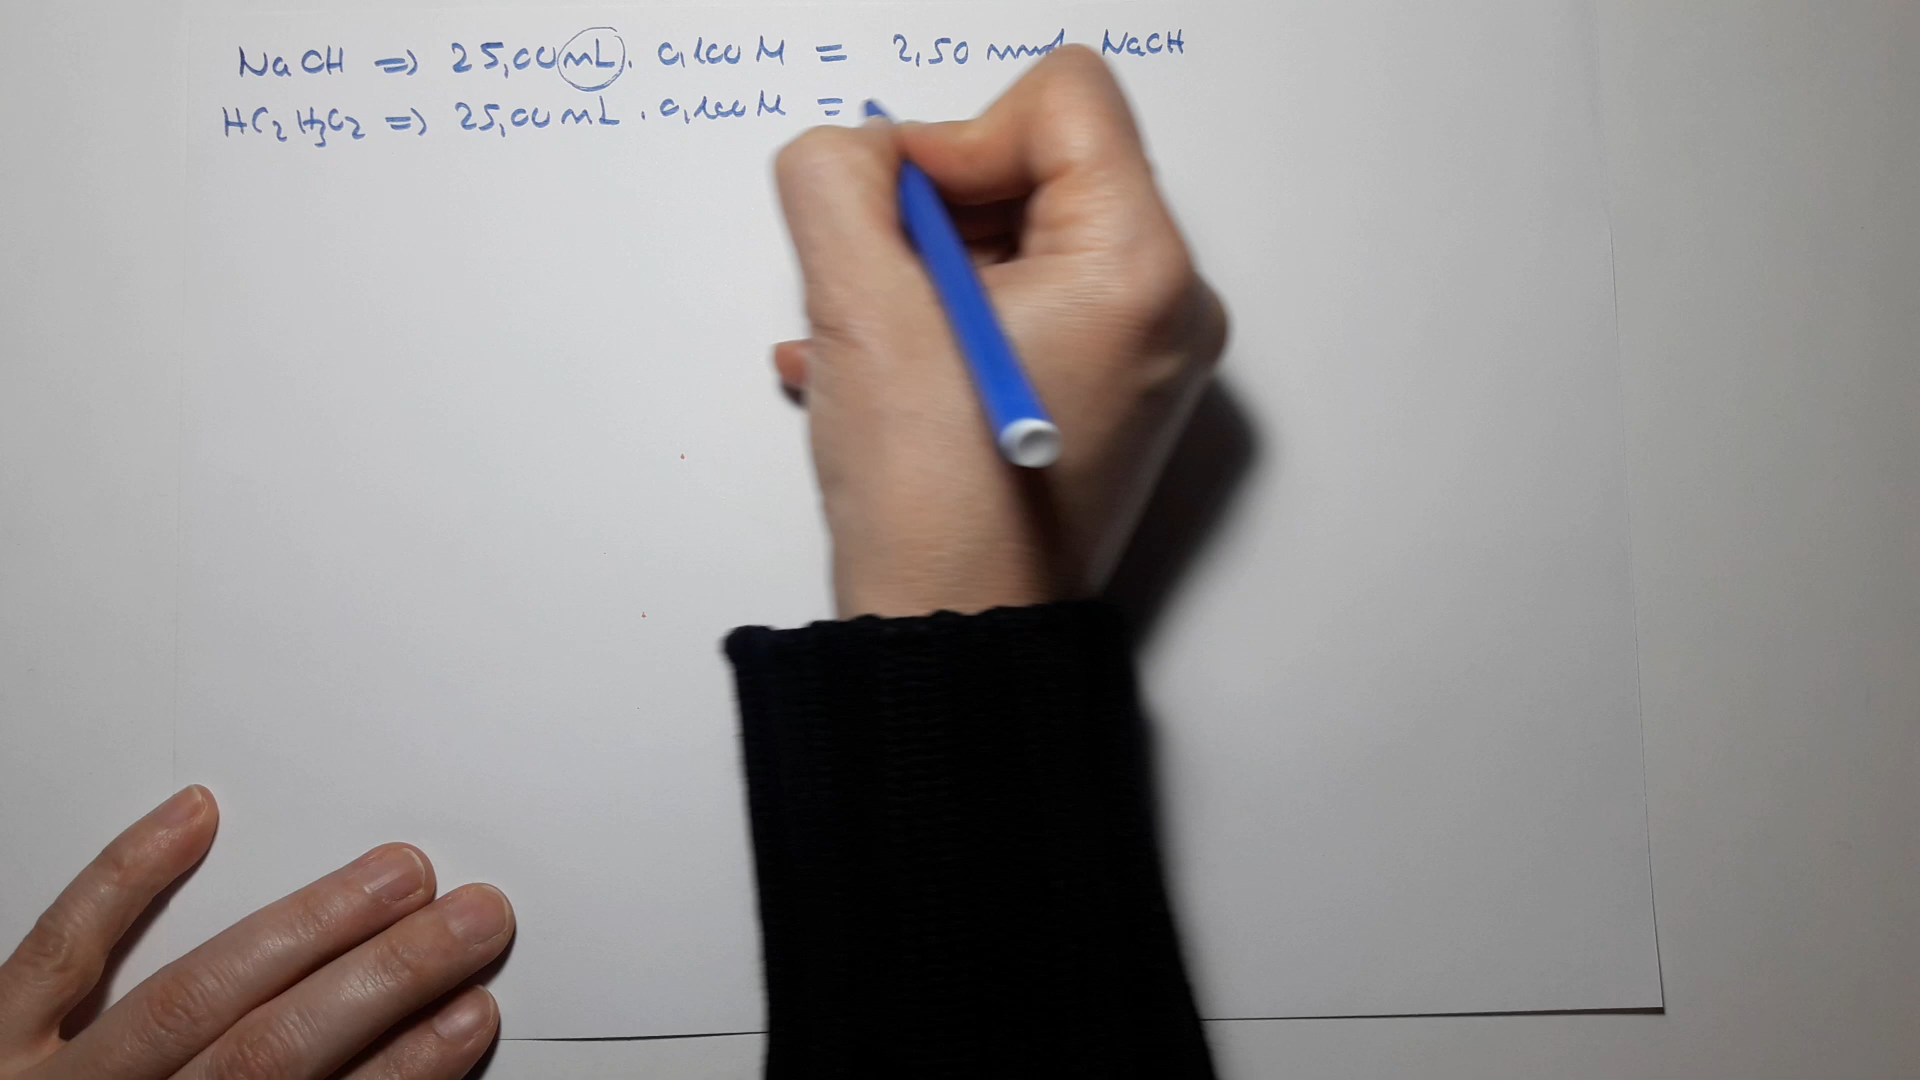 NaOH => 25,00 mL . 0,100 M = 2,50 mmol NaOH
HC2H3O2 => 25,00 mL . 0,100 M =